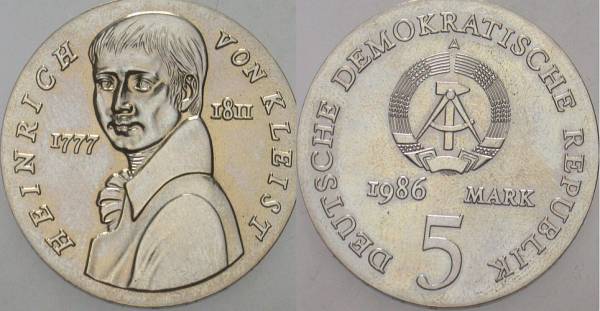 HEINRICH VON KLEIST
1777 1811
DEUTSCHE DEMOKRATISCHE REPUBLIK
A
1986 MARK
5